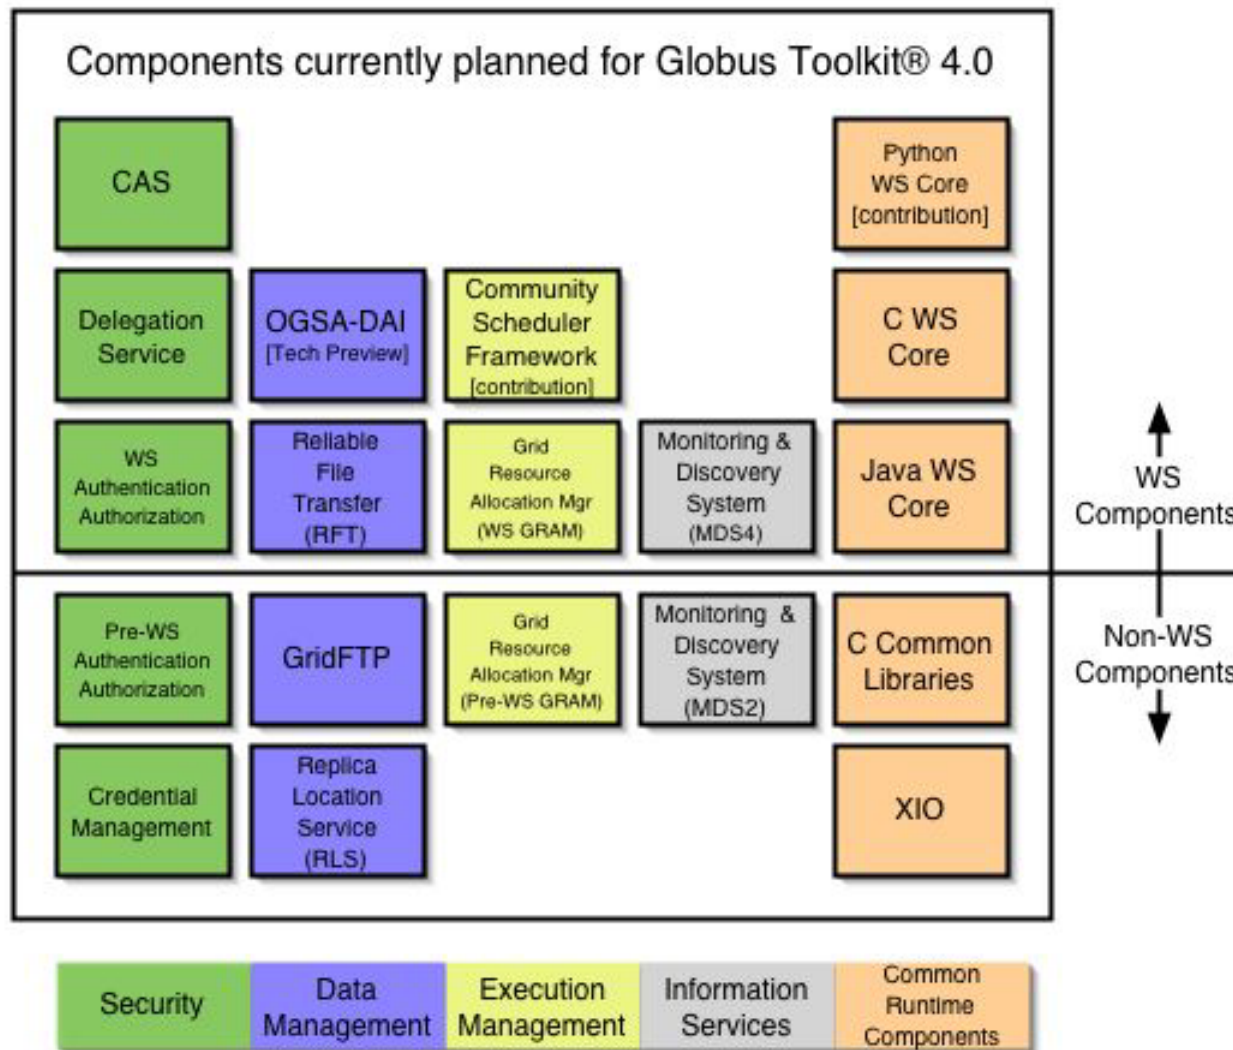 Components currently planned for Globus Toolkit® 4.0
CAS
Python
WS Core
[contribution]
Delegation
Service
OGSA-DAI
[Tech Preview]
Community
Scheduler
Framework
[contribution]
C WS
Core
WS
Authentication
Authorization
Reliable
File
Transfer
(RFT)
Grid
Resource
Allocation Mgr
(WS GRAM)
Monitoring &
Discovery
System
(MDS4)
Java WS
Core
WS
Components
Pre-WS
Authentication
Authorization
GridFTP
Grid
Resource
Allocation Mgr
(Pre-WS GRAM)
Monitoring &
Discovery
System
(MDS2)
C Common
Libraries
Non-WS
Components
Credential
Management
Replica
Location
Service
(RLS)
XIO
Security
Data
Management
Execution
Management
Information
Services
Common
Runtime
Components